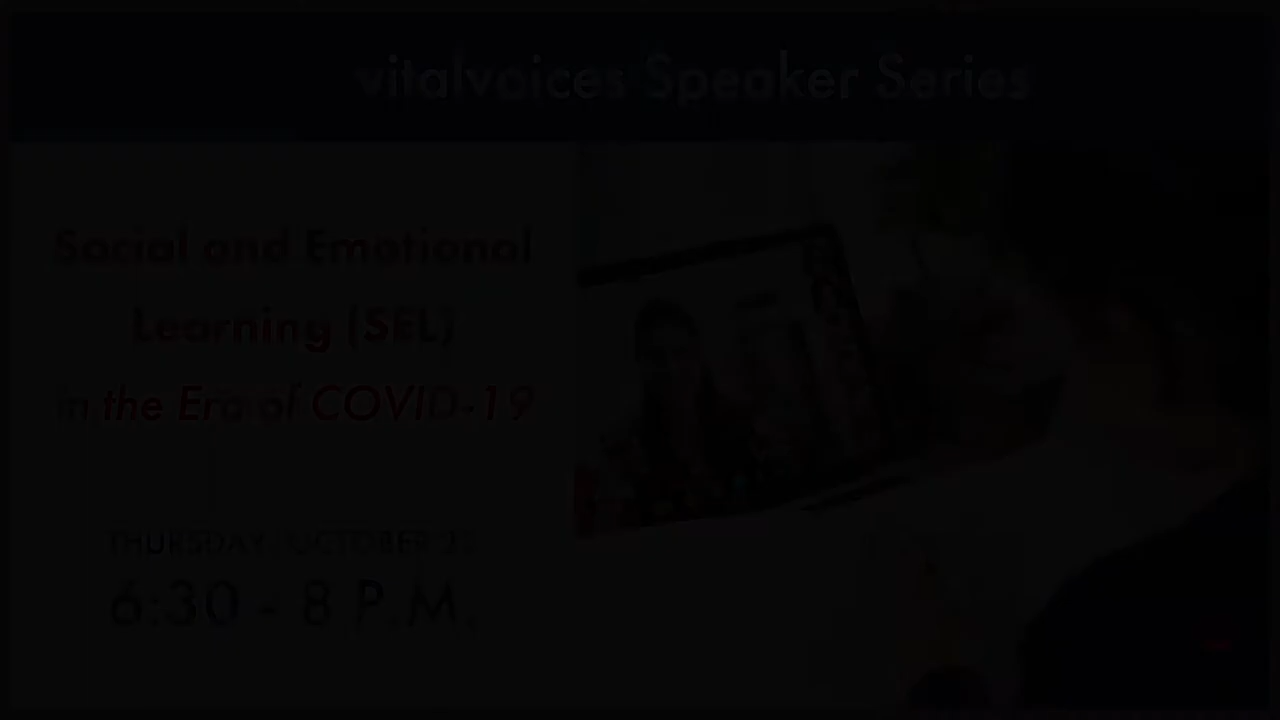 vitalvoices Speaker Series
Social and Emotional
Learning (SEL)
in the Era of COVID-19
THURSDAY, OCTOBER
6:30 - 8 P.M.